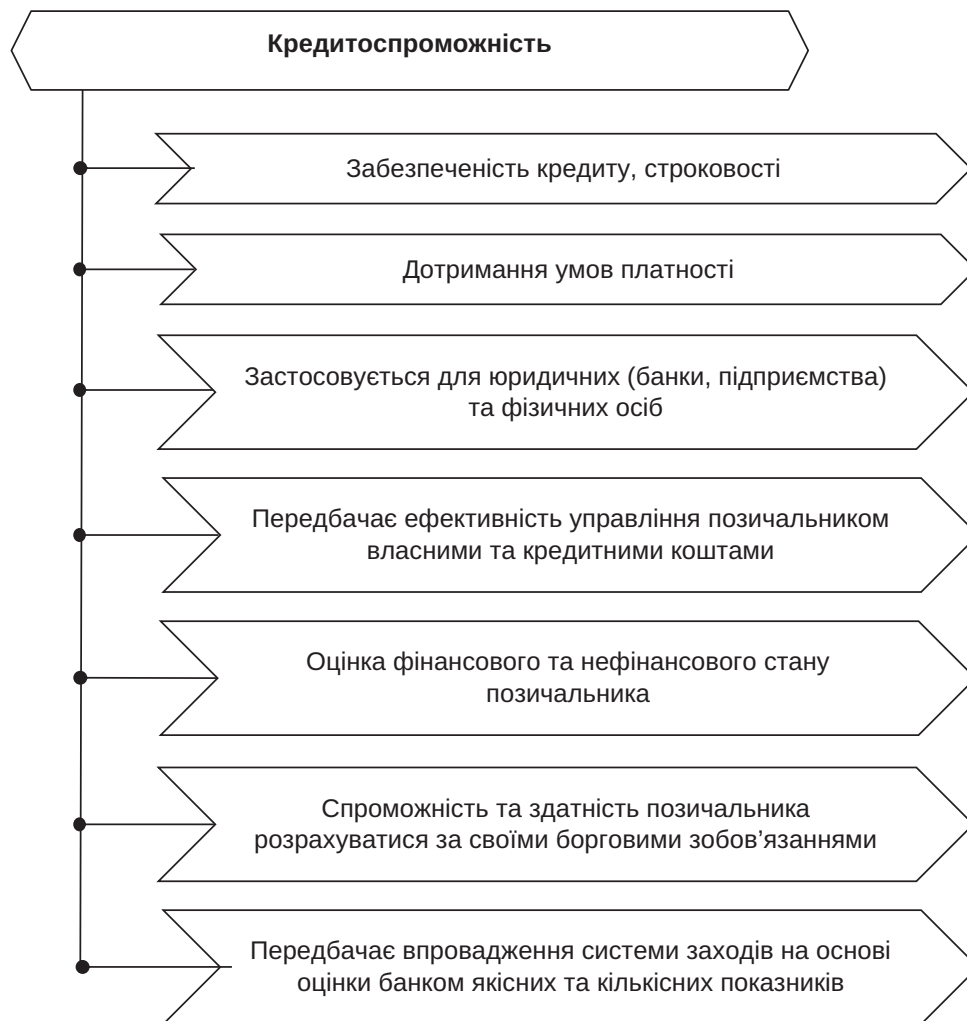 Кредитоспроможність
Забезпеченість кредиту, строковості
Дотримання умов платності
Застосовується для юридичних (банки, підприємства)
та фізичних осіб
Передбачає ефективність управління позичальником
власними та кредитними коштами
Оцінка фінансового та нефінансового стану
позичальника
Спроможність та здатність позичальника
розрахуватися за своїми борговими зобов’язаннями
Передбачає впровадження системи заходів на основі
оцінки банком якісних та кількісних показників